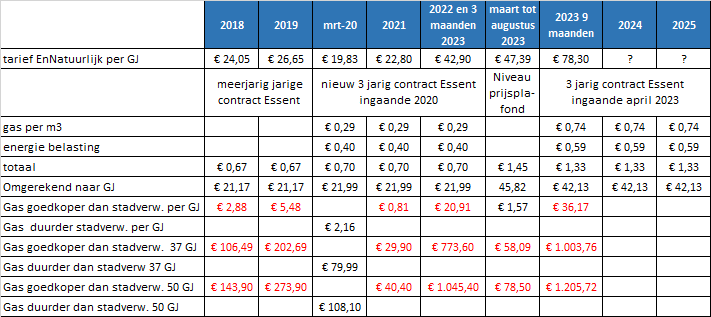 2018 2019 mrt-20 2021 2022 en 3 maanden 2023 maart tot augustus 2023 2023 9 maanden 2024 2025
tarief EnNatuurlijk per GJ € 24,05 € 26,65 € 19,83 € 22,80 € 42,90 € 47,39 € 78,30 ? ?
meerjarig jarige contract Essent nieuw 3 jarig contract Essent ingaande 2020 Niveau prijspla-fond 3 jarig contract Essent ingaande april 2023
gas per m3 € 0,29 € 0,29 € 0,29 € 0,74 € 0,74 € 0,74
energie belasting € 0,40 € 0,40 € 0,40 € 0,59 € 0,59 € 0,59
totaal € 0,67 € 0,67 € 0,70 € 0,70 € 0,70 € 1,45 € 1,33 € 1,33 € 1,33
Omgerekend naar GJ € 21,17 € 21,17 € 21,99 € 21,99 € 21,99 45,82 € 42,13 € 42,13 € 42,13
Gas goedkoper dan stadverw. per GJ € 2,88 € 5,48 € 0,81 € 20,91 € 1,57 € 36,17
Gas duurder stadverw. per GJ € 2,16
Gas goedkoper dan stadverw. 37 GJ € 106,49 € 202,69 € 29,90 € 773,60 € 58,09 € 1.003,76
Gas duurder dan stadverw 37 GJ € 79,99
Gas goedkoper dan stadverw. 50 GJ € 143,90 € 273,90 € 40,40 € 1.045,40 € 78,50 € 1.205,72
Gas duurder dan stadverw. 50 GJ € 108,10